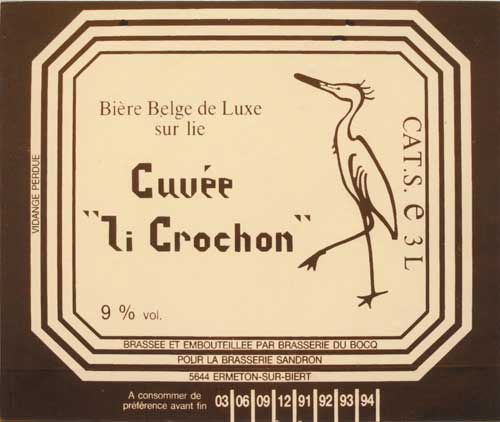 Bière Belge de Luxe
sur lie
Cuvée
"li Crochon"
9 % vol.
CAT.S. e 3 L
VIDANGE PERDUE
BRASSEE ET EMBOUTEILLEE PAR BRASSERIE DU BOCQ
POUR LA BRASSERIE SANDRON
5644 ERMETON-SUR-BIERT
A consommer de
préférence avant fin
03 06 09 12 91 92 93 94